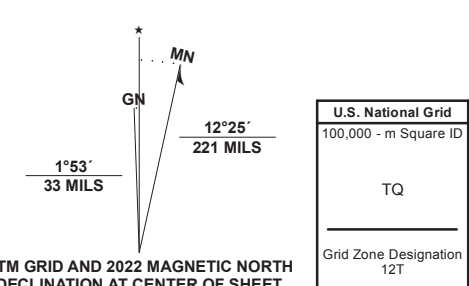 MN
GN
12°25´
221 MILS
1°53´
33 MILS
TM GRID AND 2022 MAGNETIC NORTH
DECLINATION AT CENTER OF SHEET
U.S. National Grid
100,000 - m Square ID
TQ
Grid Zone Designation
12T